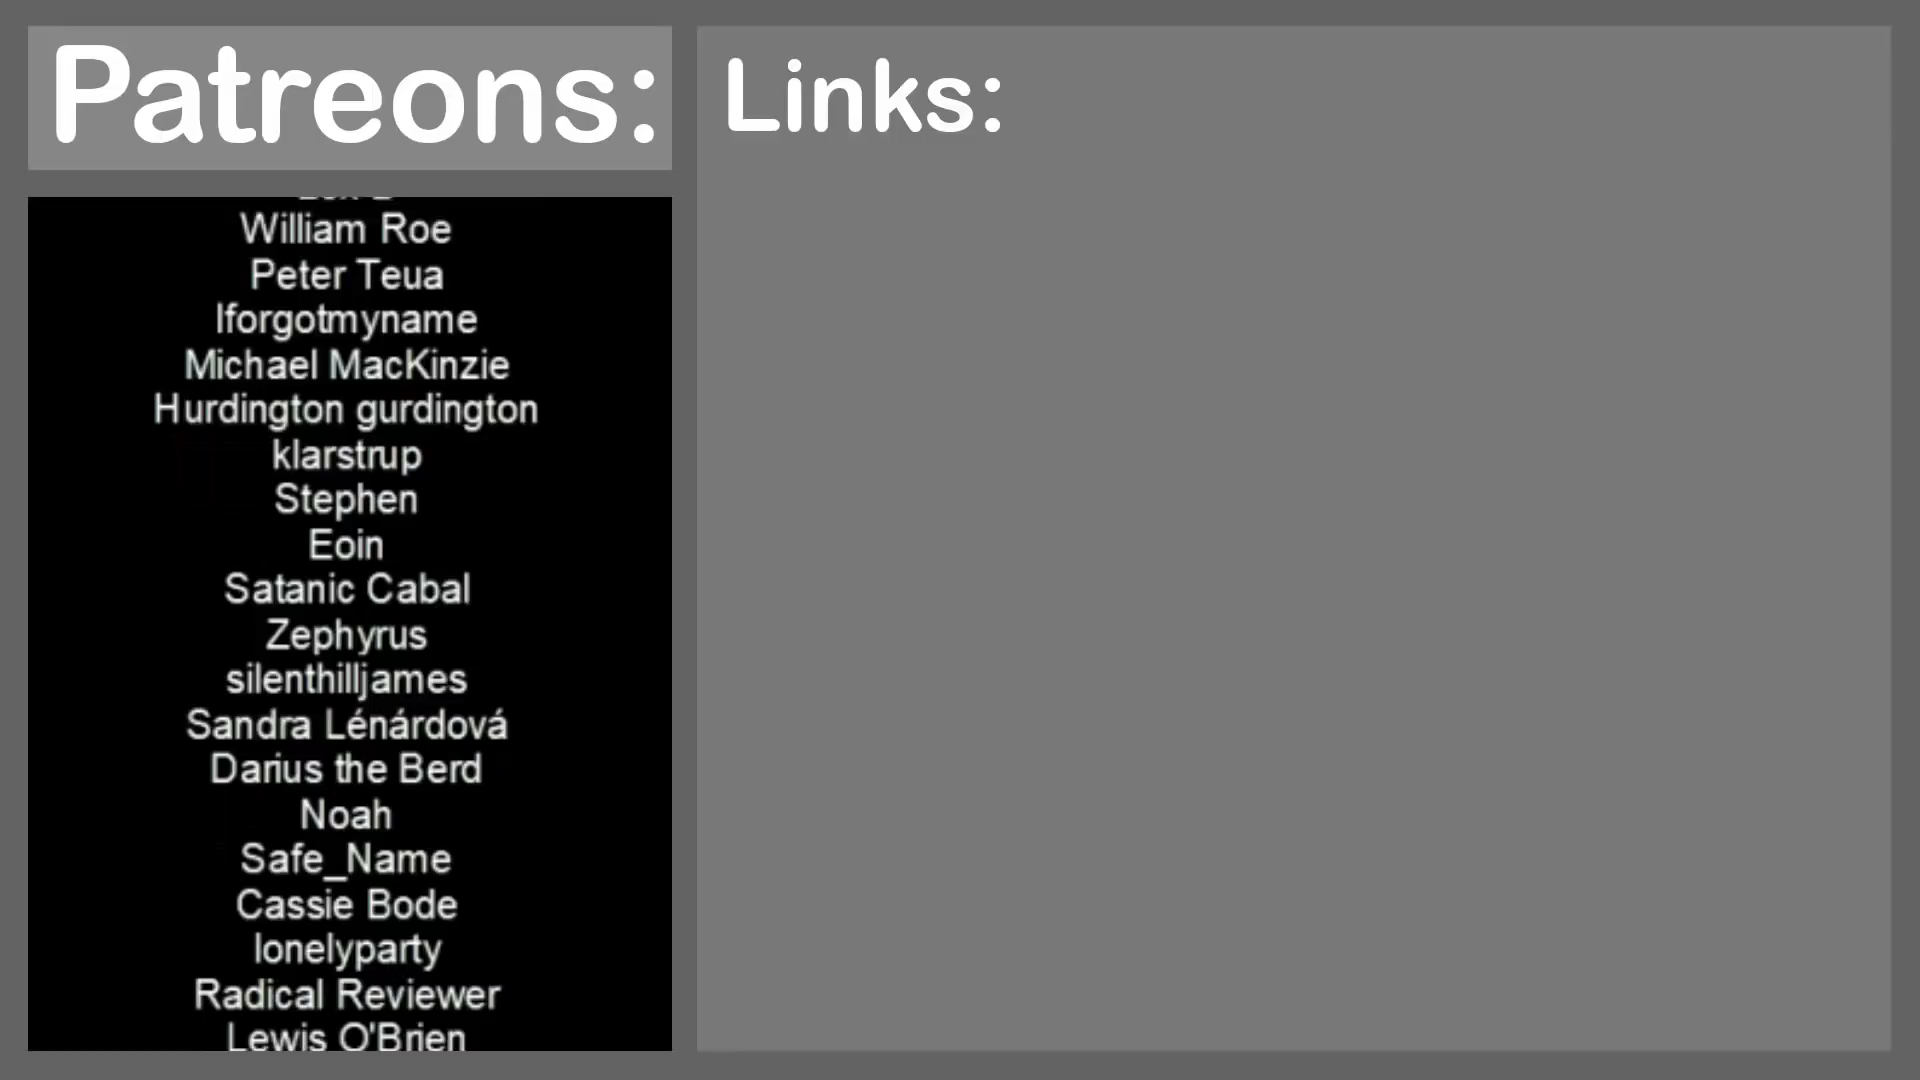 Patreons:
William Roe
Peter Teua
Iforgotmyname
Michael MacKinzie
Hurdington gurdington
klarstrup
Stephen
Eoin
Satanic Cabal
Zephyrus
silenthilljames
Sandra Lénárdová
Darius the Berd
Noah
Safe_Name
Cassie Bode
lonelyparty
Radical Reviewer
Lewis O'Brien
Links: